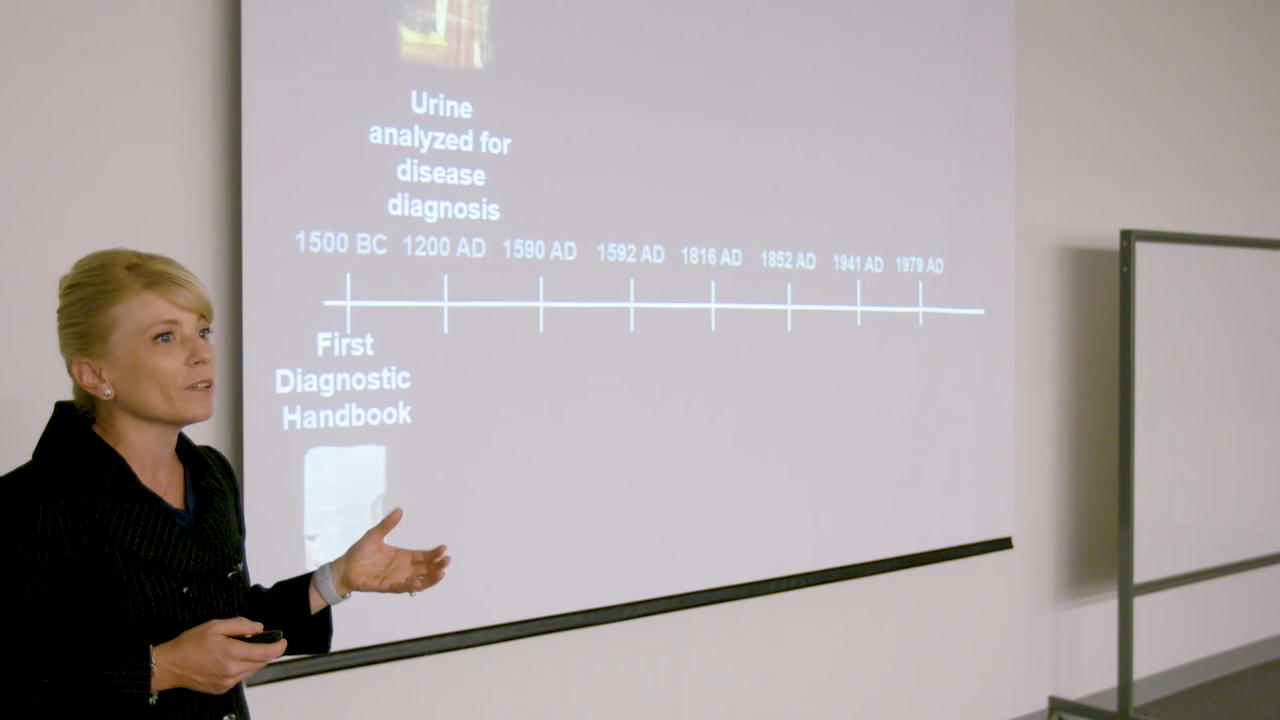 Urine
analyzed for
disease
diagnosis
1500 BC 1200 AD 1590 AD 1592 AD 1816 AD 1852 AD 1941 AD 1979 AD
First
Diagnostic
Handbook